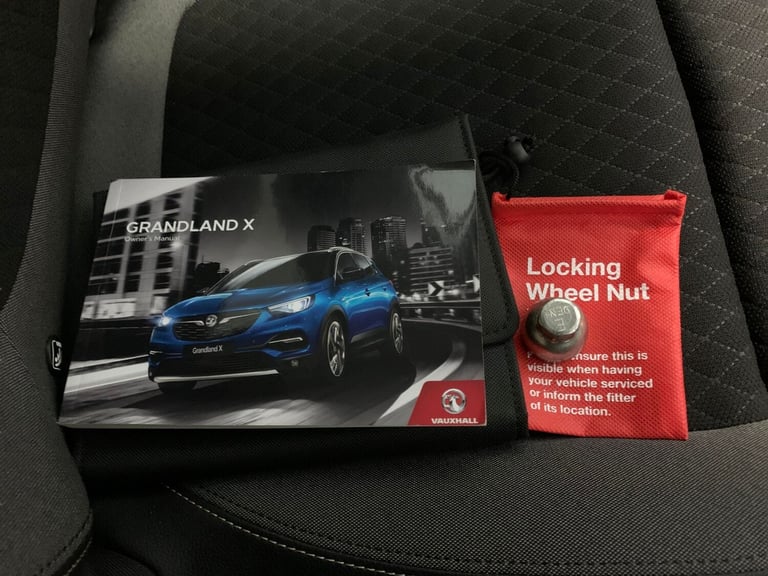 GRANDLAND X
Owner's Manual
Grandland X
VAUXHALL
Locking
Wheel Nut
ensure this is
visible when having
your vehicle serviced
or inform the fitter
of its location.